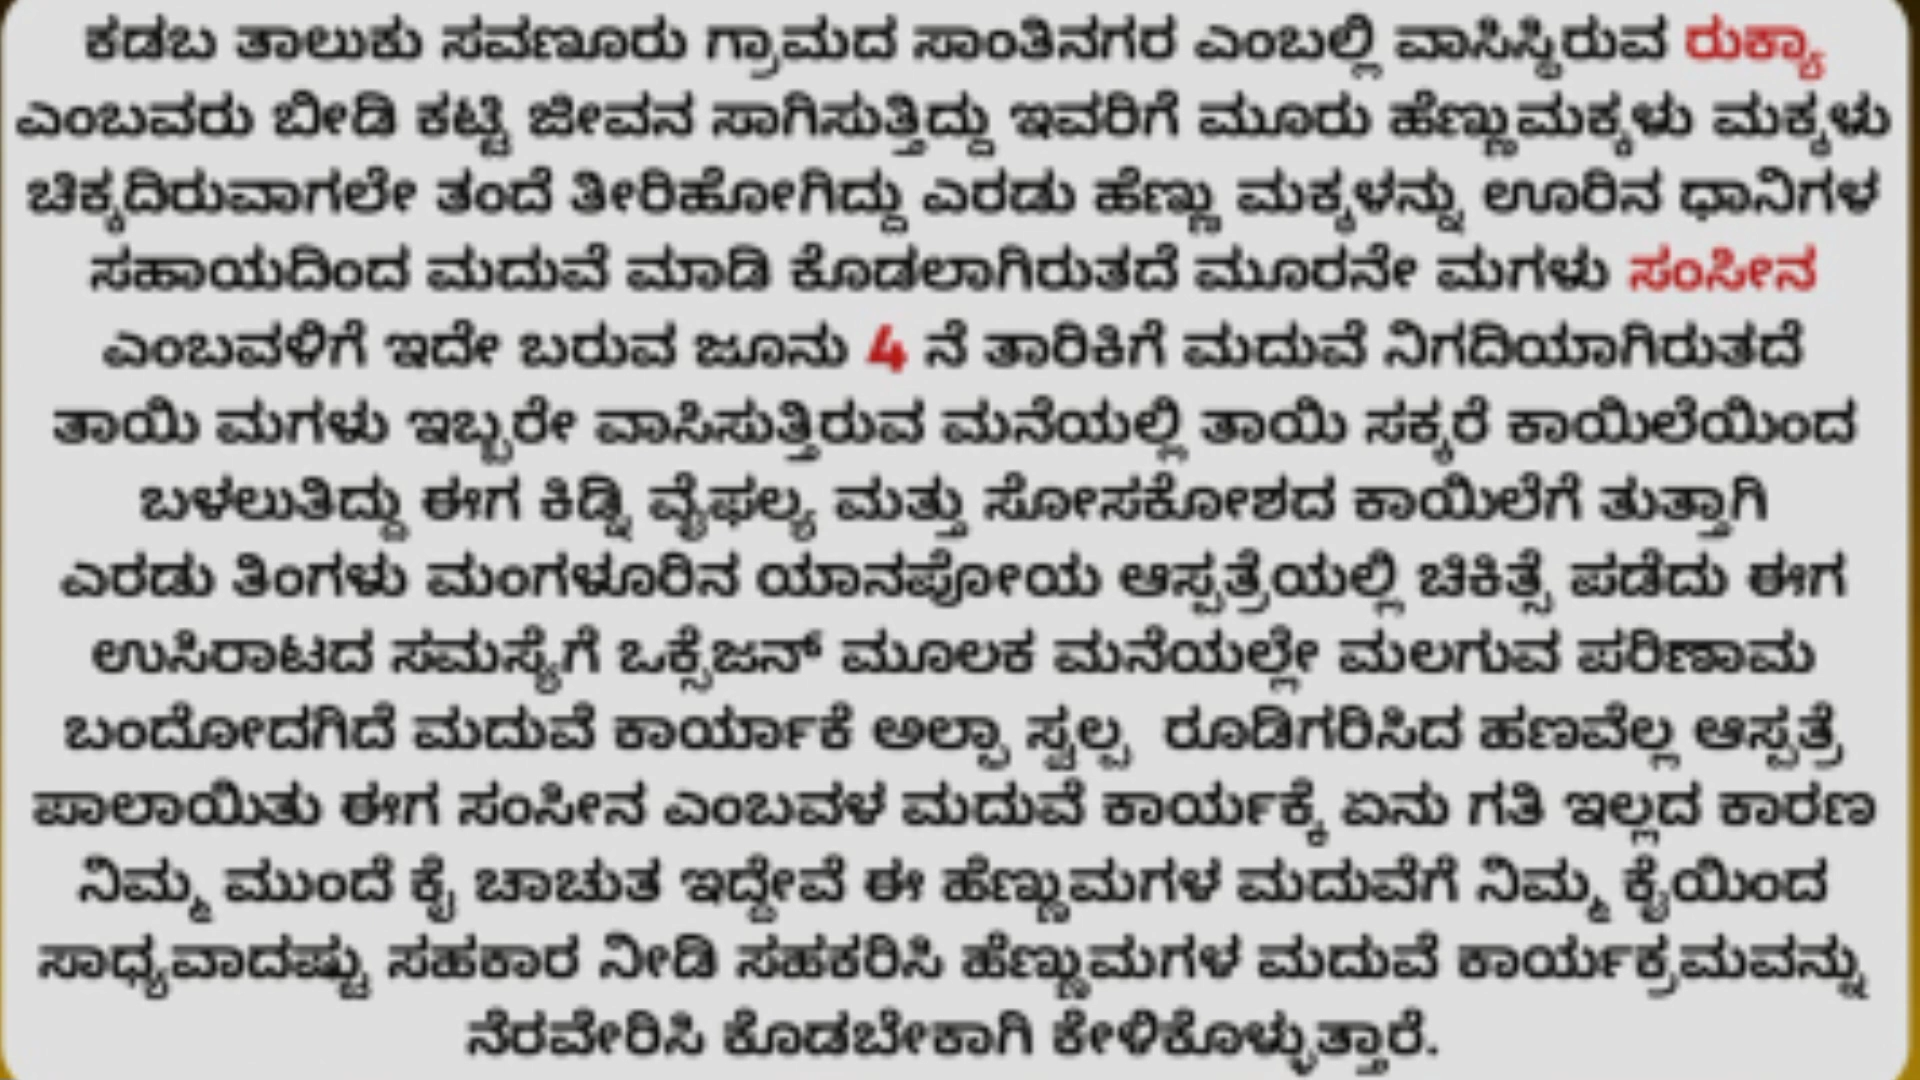 ಕಡಬ ತಾಲುಕು ಸವಣೂರು ಗ್ರಾಮದ ಸಾಂತಿನಗರ ಎಂಬಲ್ಲಿ ವಾಸಿಸ್ತಿರುವ ರುಕ್ಯಾ
ಎಂಬವರು ಬೀಡಿ ಕಟ್ಟಿ ಜೀವನ ಸಾಗಿಸುತ್ತಿದ್ದು ಇವರಿಗೆ ಮೂರು ಹೆಣ್ಣುಮಕ್ಕಳು ಮಕ್ಕಳು
ಚಿಕ್ಕದಿರುವಾಗಲೇ ತಂದೆ ತೀರಿಹೋಗಿದ್ದು ಎರಡು ಹೆಣ್ಣು ಮಕ್ಕಳನ್ನು ಊರಿನ ಧಾನಿಗಳ
ಸಹಾಯದಿಂದ ಮದುವೆ ಮಾಡಿ ಕೊಡಲಾಗಿರುತದೆ ಮೂರನೇ ಮಗಳು ಸಂಸೀನ
ಎಂಬವಳಿಗೆ ಇದೇ ಬರುವ ಜೂನು 4 ನೆ ತಾರಿಕಿಗೆ ಮದುವೆ ನಿಗದಿಯಾಗಿರುತದೆ
ತಾಯಿ ಮಗಳು ಇಬ್ಬರೇ ವಾಸಿಸುತ್ತಿರುವ ಮನೆಯಲ್ಲಿ ತಾಯಿ ಸಕ್ಕರೆ ಕಾಯಿಲೆಯಿಂದ
ಬಳಲುತಿದ್ದು ಈಗ ಕಿಡ್ನಿ ವೈಫಲ್ಯ ಮತ್ತು ಸೋಸಕೋಶದ ಕಾಯಿಲೆಗೆ ತುತ್ತಾಗಿ
ಎರಡು ತಿಂಗಳು ಮಂಗಳೂರಿನ ಯಾನಪೋಯ ಆಸ್ಪತ್ರೆಯಲ್ಲಿ ಚಿಕಿತ್ಸೆ ಪಡೆದು ಈಗ
ಉಸಿರಾಟದ ಸಮಸ್ಯೆಗೆ ಒಕ್ಸೆಜನ್ ಮೂಲಕ ಮನೆಯಲ್ಲೇ ಮಲಗುವ ಪರಿಣಾಮ
ಬಂದೋದಗಿದೆ ಮದುವೆ ಕಾರ್ಯಾಕೆ ಅಲ್ಪಾ ಸ್ವಲ್ಪ ರೂಡಿಗರಿಸಿದ ಹಣವೆಲ್ಲ ಆಸ್ಪತ್ರೆ
ಪಾಲಾಯಿತು ಈಗ ಸಂಸೀನ ಎಂಬವಳ ಮದುವೆ ಕಾರ್ಯಕ್ಕೆ ಏನು ಗತಿ ಇಲ್ಲದ ಕಾರಣ
ನಿಮ್ಮ ಮುಂದೆ ಕೈ ಚಾಚುತ ಇದ್ದೇವೆ ಈ ಹೆಣ್ಣುಮಗಳ ಮದುವೆಗೆ ನಿಮ್ಮ ಕೈಯಿಂದ
ಸಾಧ್ಯವಾದಷ್ಟು ಸಹಕಾರ ನೀಡಿ ಸಹಕರಿಸಿ ಹೆಣ್ಣುಮಗಳ ಮದುವೆ ಕಾರ್ಯಕ್ರಮವನ್ನು
ನೆರವೇರಿಸಿ ಕೊಡಬೇಕಾಗಿ ಕೇಳಿಕೊಳ್ಳುತ್ತಾರೆ.